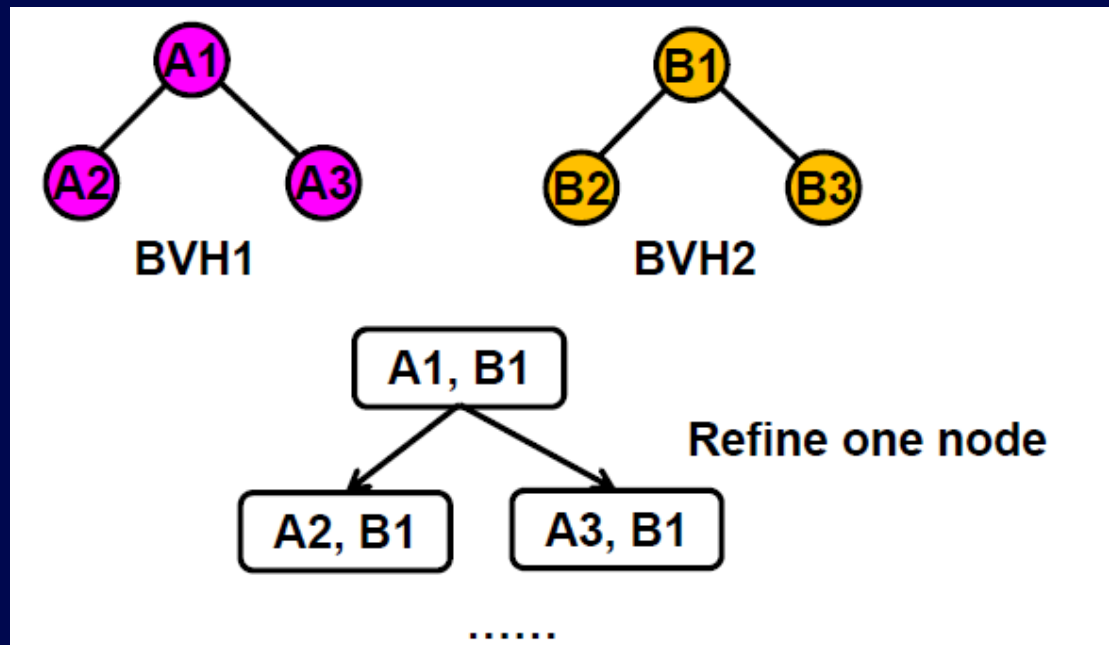 A1
B1
A2
A3
B2
B3
BVH1
BVH2
A1, B1
Refine one node
A2, B1
A3, B1
......